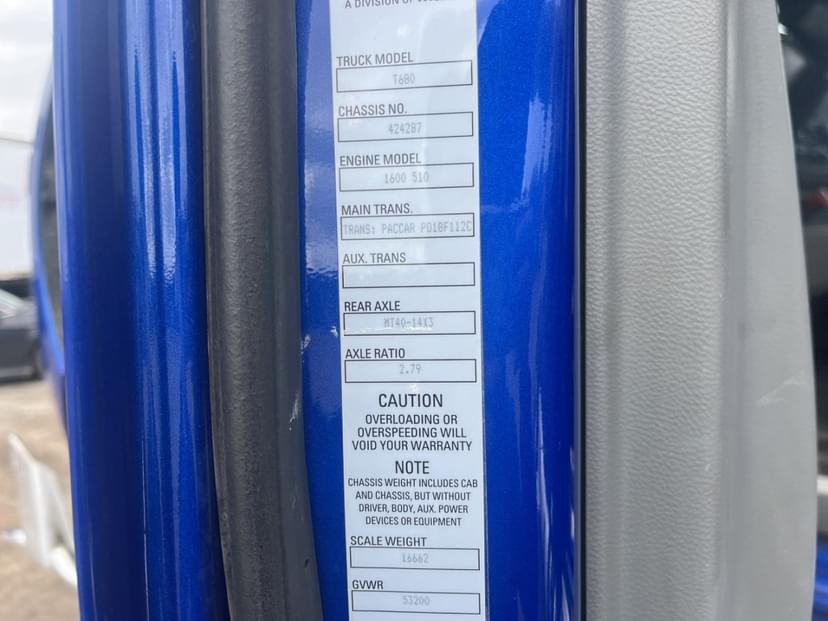 A DIVISION OF
TRUCK MODEL
T680
CHASSIS NO.
424287
ENGINE MODEL
1600 510
MAIN TRANS.
TRANS: PACCAR PO18F112C
AUX. TRANS
REAR AXLE
MT40-14X3
AXLE RATIO
2.79
CAUTION
OVERLOADING OR
OVERSPEEDING WILL
VOID YOUR WARRANTY
NOTE
CHASSIS WEIGHT INCLUDES CAB
AND CHASSIS, BUT WITHOUT
DRIVER, BODY, AUX. POWER
DEVICES OR EQUIPMENT
SCALE WEIGHT
16662
GVWR
53200